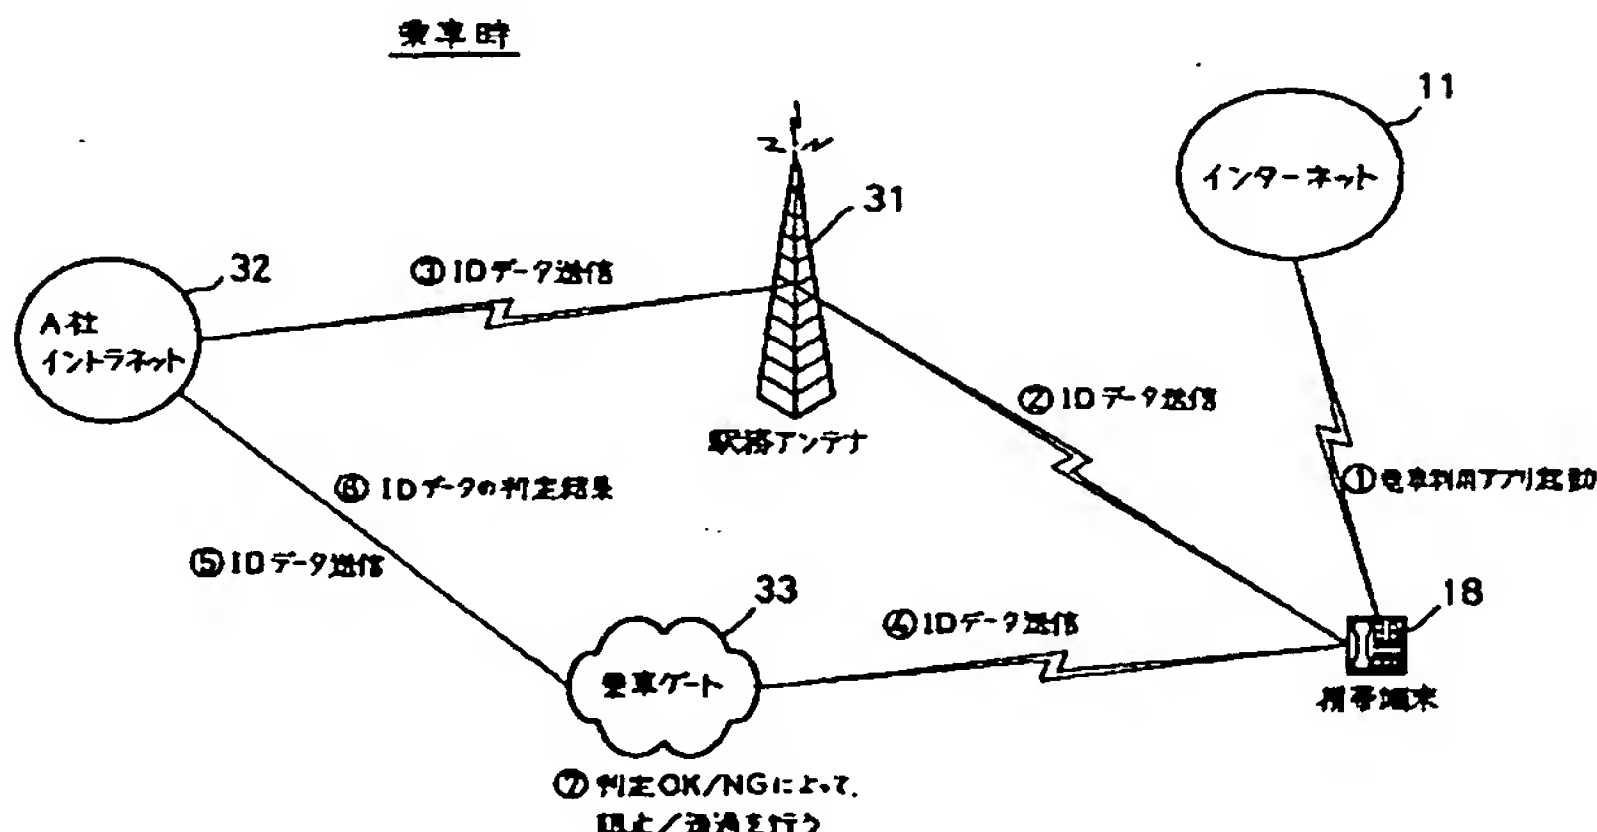 乗車時
11
インターネット
31
32
③IDデータ送信
A社
イントラネット
②IDデータ送信
駅務アンテナ
①電車利用アプリ起動
⑥IDデータの判定結果
⑤IDデータ送信
33
18
④IDデータ送信
乗車ゲート
携帯端末
⑦判定OK/NGによって、
阻止/通過を行う